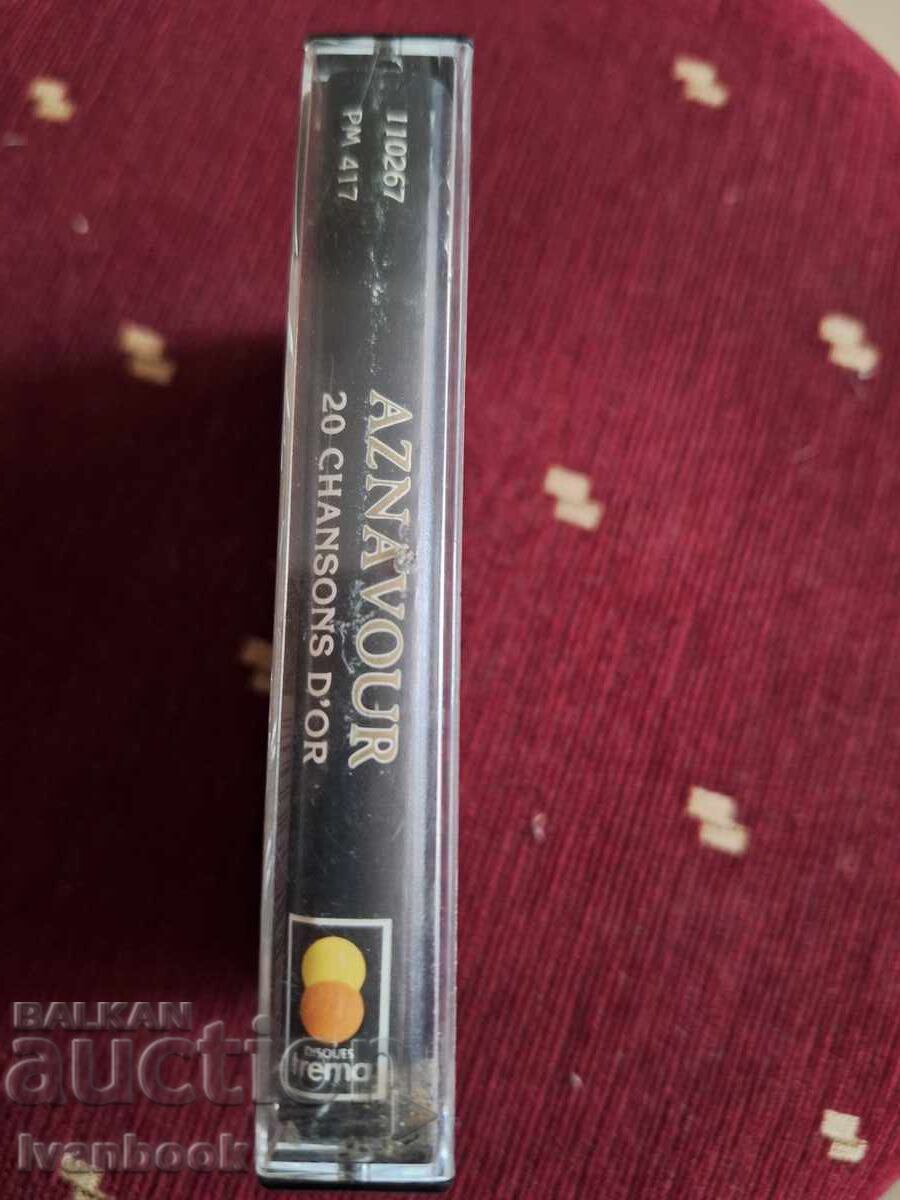 110267
PM 417
AZNAVOUR
20 CHANSONS D'OR
DISQUES
trema
BALKAN
auction
Ivanbook